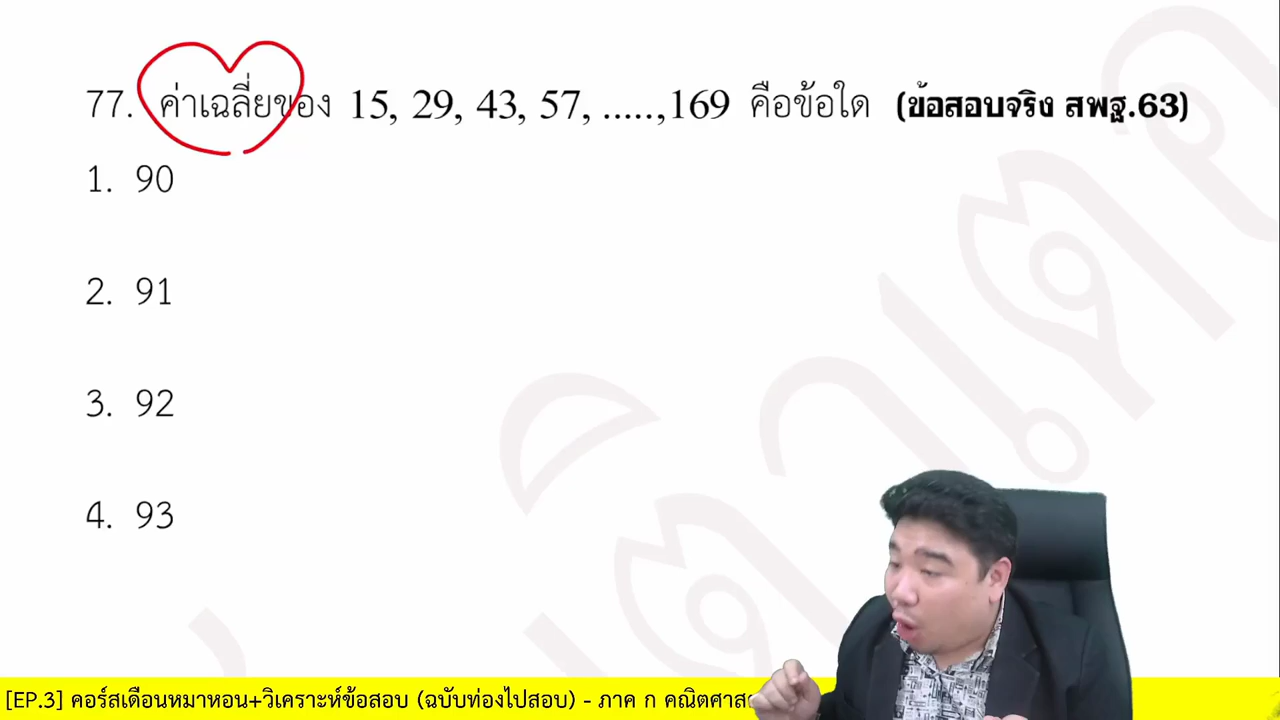 77. ค่าเฉลี่ยของ 15, 29, 43, 57, .....,169 คือข้อใด (ข้อสอบจริง สพฐ.63)
1. 90
2. 91
3. 92
4. 93
[EP.3] คอร์สเดือนหมาหอน+วิเคราะห์ข้อสอบ (ฉบับท่องไปสอบ) - ภาค ก คณิตศาส